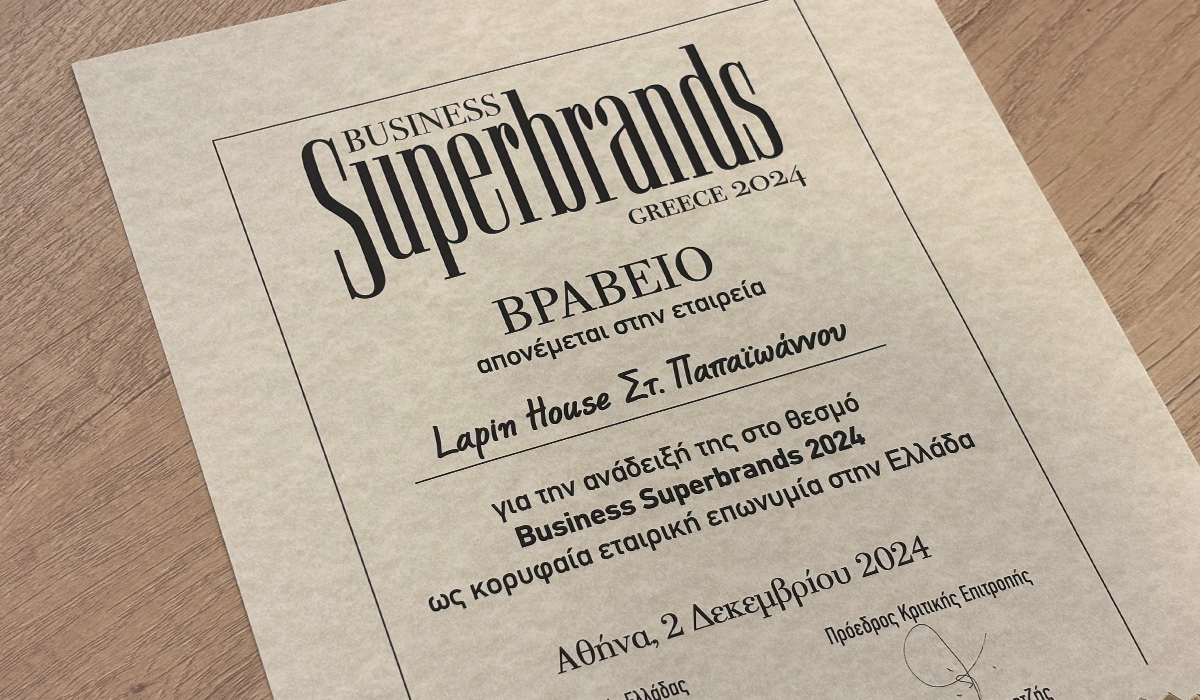 BUSINESS
Superbrands
GREECE 2024
ΒΡΑΒΕΙΟ
απονέμεται στην εταιρεία
Lapin House Στ. Παπαϊωάννου
για την ανάδειξή της στο θεσμό
Business Superbrands 2024
ως κορυφαία εταιρική επωνυμία στην Ελλάδα
Αθήνα, 2 Δεκεμβρίου 2024
Πρόεδρος Κριτικής Επιτροπής
Ελλάδας